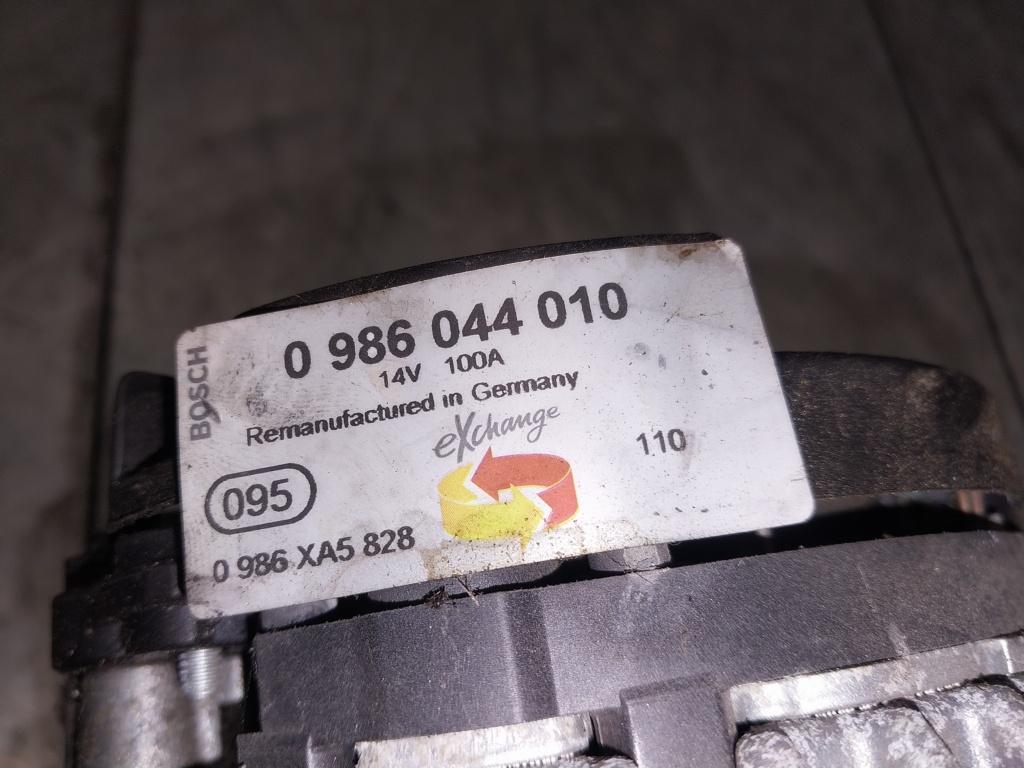 BOSCH
0 986 044 010
14V 100A
Remanufactured in Germany
eXchange
110
095
0 986 XA5 828